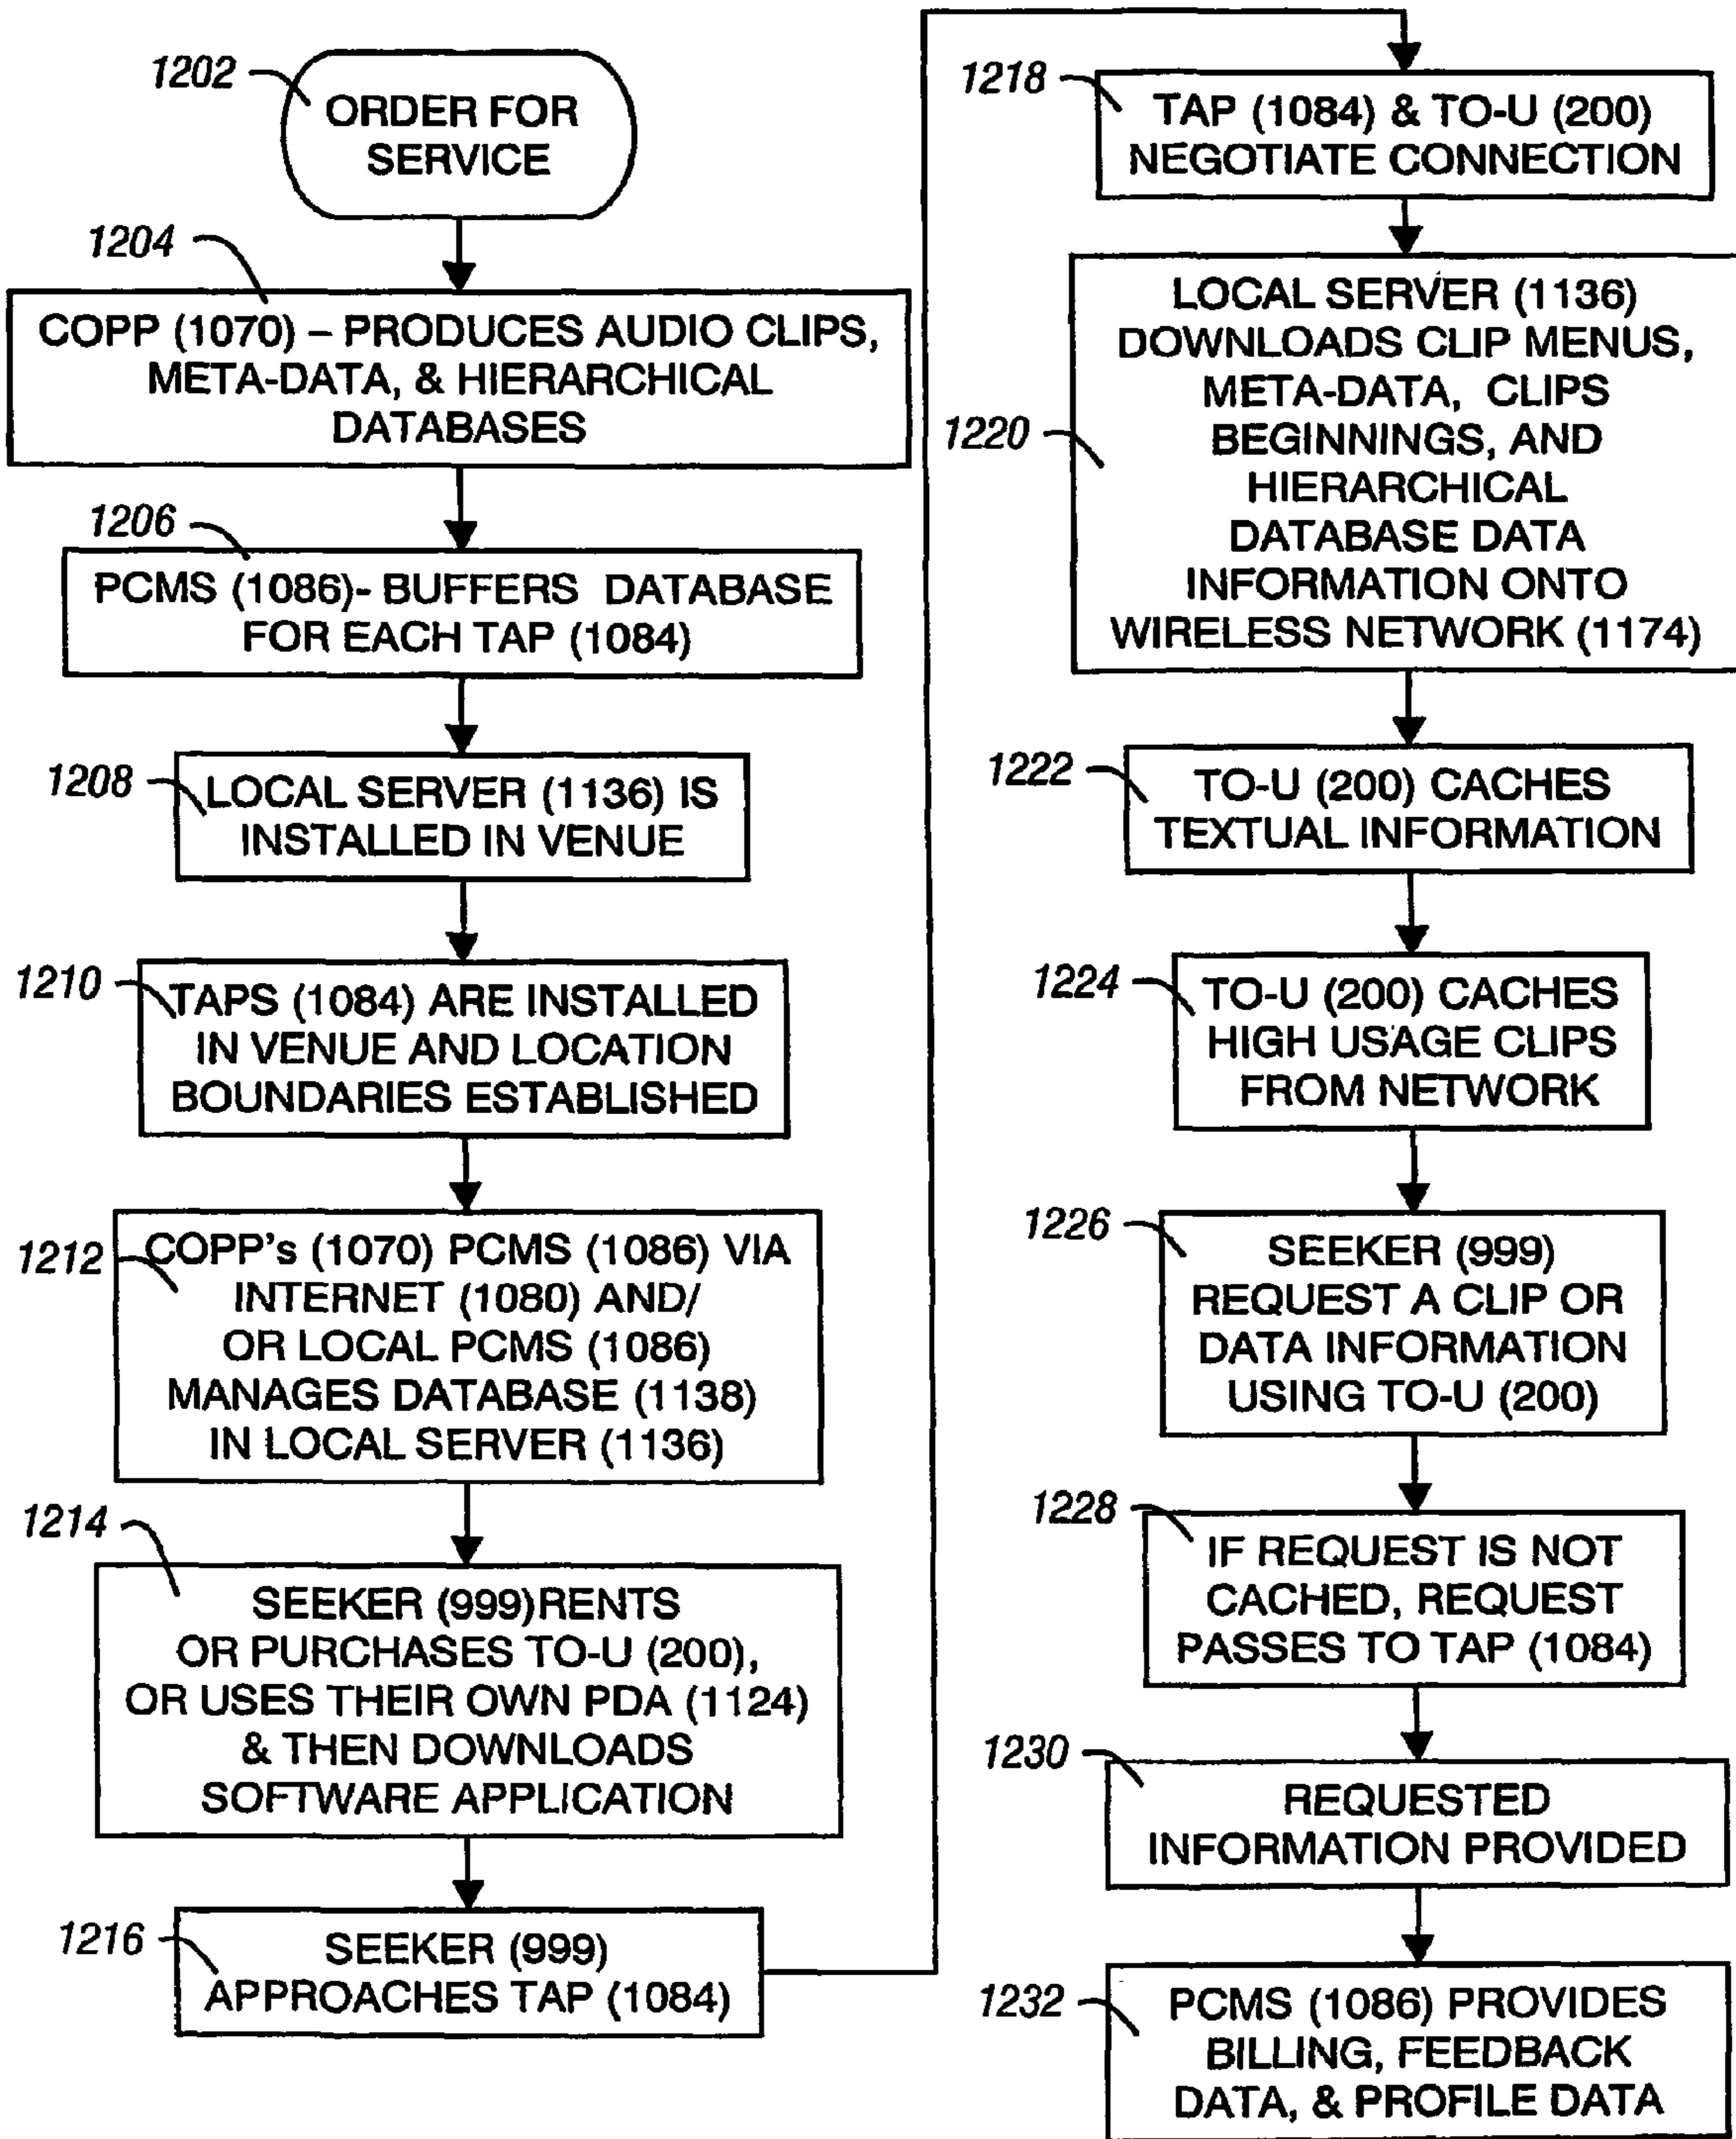 1202
ORDER FOR
SERVICE
1204
COPP (1070) – PRODUCES AUDIO CLIPS,
META-DATA, & HIERARCHICAL
DATABASES
1206
PCMS (1086)- BUFFERS DATABASE
FOR EACH TAP (1084)
1208
LOCAL SERVER (1136) IS
INSTALLED IN VENUE
1210
TAPS (1084) ARE INSTALLED
IN VENUE AND LOCATION
BOUNDARIES ESTABLISHED
1212
COPP's (1070) PCMS (1086) VIA
INTERNET (1080) AND/
OR LOCAL PCMS (1086)
MANAGES DATABASE (1138)
IN LOCAL SERVER (1136)
1214
SEEKER (999)RENTS
OR PURCHASES TO-U (200),
OR USES THEIR OWN PDA (1124)
& THEN DOWNLOADS
SOFTWARE APPLICATION
1216
SEEKER (999)
APPROACHES TAP (1084)
1218
TAP (1084) & TO-U (200)
NEGOTIATE CONNECTION
1220
LOCAL SERVER (1136)
DOWNLOADS CLIP MENUS,
META-DATA, CLIPS
BEGINNINGS, AND
HIERARCHICAL
DATABASE DATA
INFORMATION ONTO
WIRELESS NETWORK (1174)
1222
TO-U (200) CACHES
TEXTUAL INFORMATION
1224
TO-U (200) CACHES
HIGH USAGE CLIPS
FROM NETWORK
1226
SEEKER (999)
REQUEST A CLIP OR
DATA INFORMATION
USING TO-U (200)
1228
IF REQUEST IS NOT
CACHED, REQUEST
PASSES TO TAP (1084)
1230
REQUESTED
INFORMATION PROVIDED
1232
PCMS (1086) PROVIDES
BILLING, FEEDBACK
DATA, & PROFILE DATA